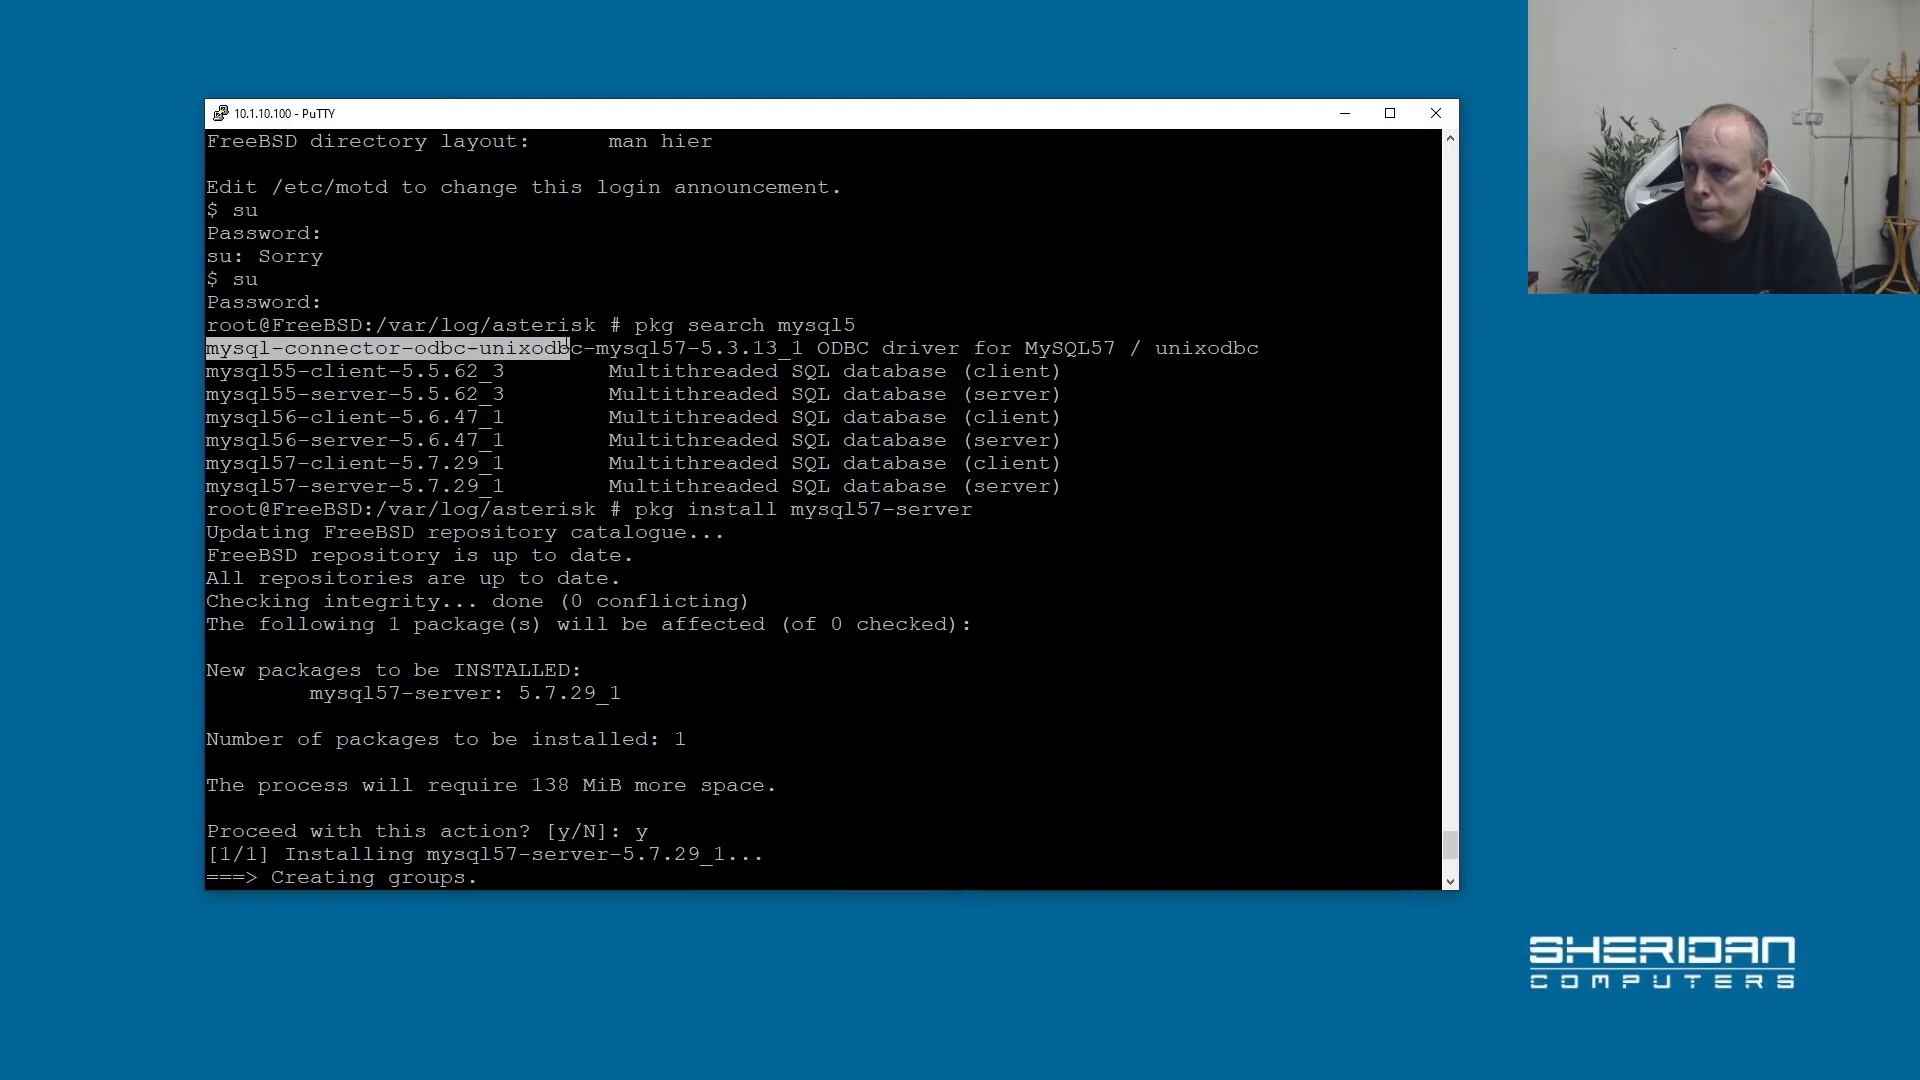 10.1.10.100 - PuTTY
FreeBSD directory layout:      man hier
Edit /etc/motd to change this login announcement.
$ su
Password:
su: Sorry
$ su
Password:
root@FreeBSD:/var/log/asterisk # pkg search mysql5
mysql-connector-odbc-unixodbc-mysql57-5.3.13_1 ODBC driver for MySQL57 / unixodbc
mysql55-client-5.5.62_3        Multithreaded SQL database (client)
mysql55-server-5.5.62_3        Multithreaded SQL database (server)
mysql56-client-5.6.47_1        Multithreaded SQL database (client)
mysql56-server-5.6.47_1        Multithreaded SQL database (server)
mysql57-client-5.7.29_1        Multithreaded SQL database (client)
mysql57-server-5.7.29_1        Multithreaded SQL database (server)
root@FreeBSD:/var/log/asterisk # pkg install mysql57-server
Updating FreeBSD repository catalogue...
FreeBSD repository is up to date.
All repositories are up to date.
Checking integrity... done (0 conflicting)
The following 1 package(s) will be affected (of 0 checked):
New packages to be INSTALLED:
        mysql57-server: 5.7.29_1
Number of packages to be installed: 1
The process will require 138 MiB more space.
Proceed with this action? [y/N]: y
[1/1] Installing mysql57-server-5.7.29_1...
===> Creating groups.
SHERIDAN
COMPUTERS